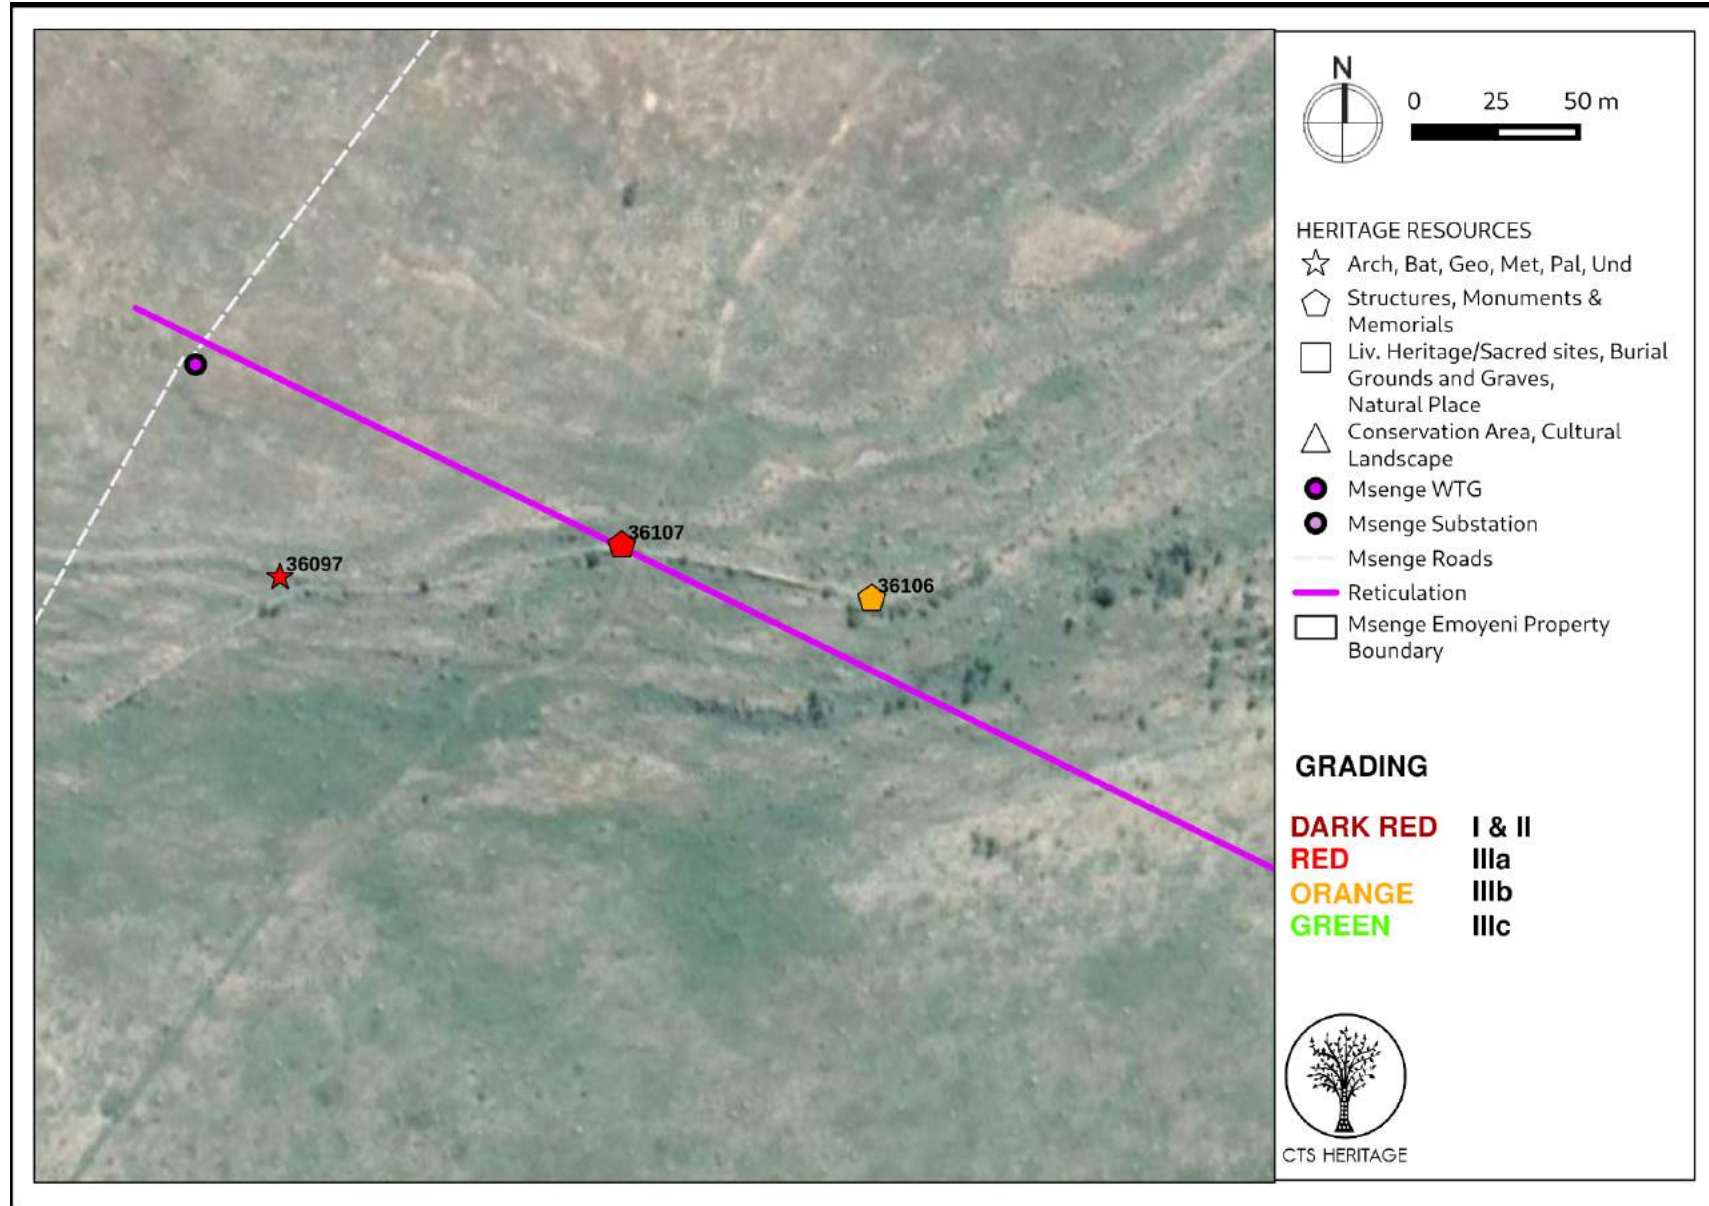 36107
36097
36106
N
0 25 50 m
HERITAGE RESOURCES
Arch, Bat, Geo, Met, Pal, Und
Structures, Monuments &
Memorials
Liv. Heritage/Sacred sites, Burial
Grounds and Graves,
Natural Place
Conservation Area, Cultural
Landscape
Msenge WTG
Msenge Substation
Msenge Roads
Reticulation
Msenge Emoyeni Property
Boundary
GRADING
DARK RED I & II
RED IIIa
ORANGE IIIb
GREEN IIIc
CTS HERITAGE